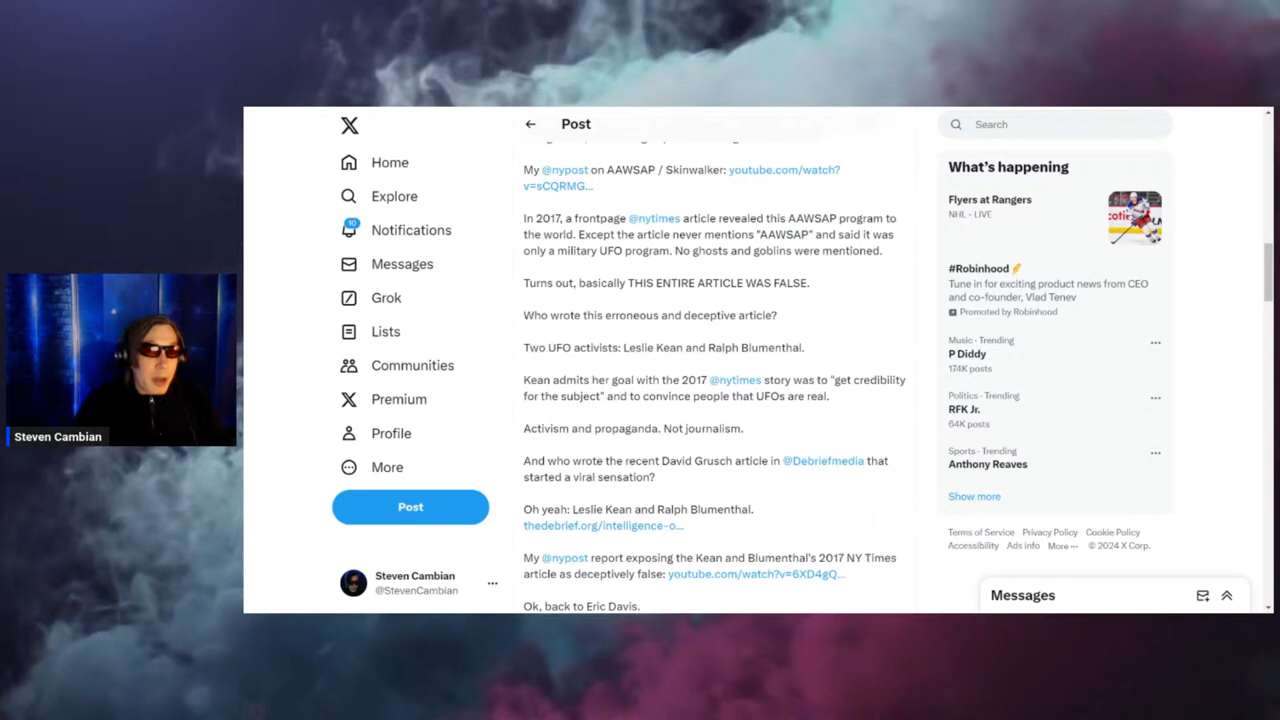 Post
My @nypost on AAWSAP / Skinwalker: youtube.com/watch?
v=sCQRMG...
In 2017, a frontpage @nytimes article revealed this AAWSAP program to
the world. Except the article never mentions "AAWSAP" and said it was
only a military UFO program. No ghosts and goblins were mentioned.
Turns out, basically THIS ENTIRE ARTICLE WAS FALSE.
Who wrote this erroneous and deceptive article?
Two UFO activists: Leslie Kean and Ralph Blumenthal.
Kean admits her goal with the 2017 @nytimes story was to "get credibility
for the subject" and to convince people that UFOs are real.
Activism and propaganda. Not journalism.
And who wrote the recent David Grusch article in @Debriefmedia that
started a viral sensation?
Oh yeah: Leslie Kean and Ralph Blumenthal.
thedebrief.org/intelligence-o...
My @nypost report exposing the Kean and Blumenthal's 2017 NY Times
article as deceptively false: youtube.com/watch?v=6XD4gQ...
Ok, back to Eric Davis.
Home
Explore
10
Notifications
Messages
Grok
Lists
Communities
Premium
Profile
More
Post
Steven Cambian
@StevenCambian
Search
What's happening
Flyers at Rangers
NHL · LIVE
#Robinhood
Tune in for exciting product news from CEO
and co-founder, Vlad Tenev
Promoted by Robinhood
Music · Trending
P Diddy
174K posts
Politics · Trending
RFK Jr.
64K posts
Sports · Trending
Anthony Reaves
Show more
Terms of Service Privacy Policy Cookie Policy
Accessibility Ads info More ··· © 2024 X Corp.
Messages
Steven Cambian